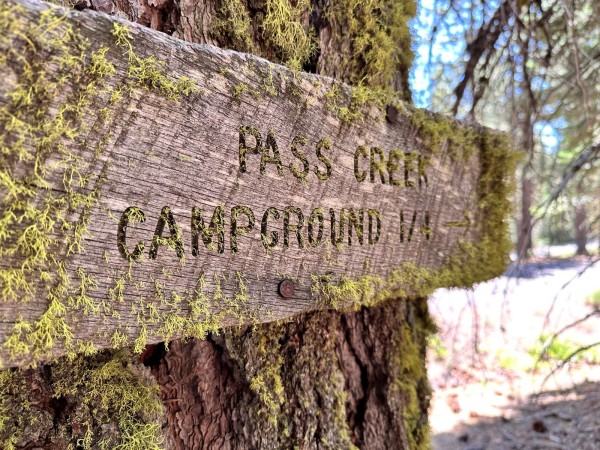 PASS CREEK
CAMPGROUND 1/4 →